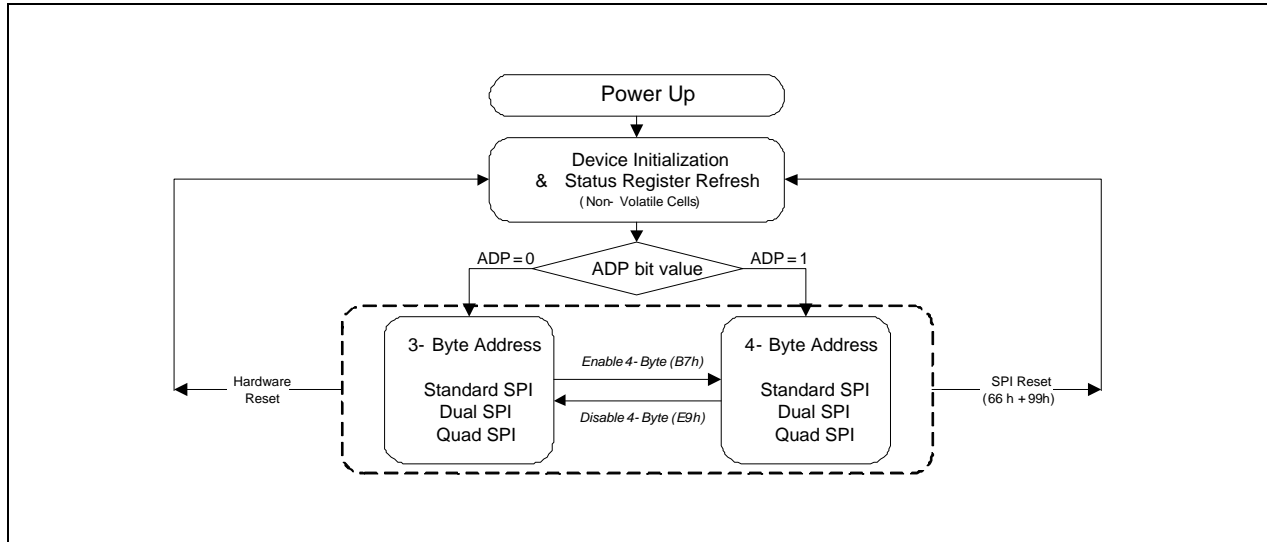 Power Up
Device Initialization
& Status Register Refresh
( Non- Volatile Cells)
ADP = 0
ADP bit value
ADP = 1
3- Byte Address
Standard SPI
Dual SPI
Quad SPI
Enable 4- Byte (B7h)
Disable 4- Byte (E9h)
4- Byte Address
Standard SPI
Dual SPI
Quad SPI
Hardware
Reset
SPI Reset
(66 h + 99h)